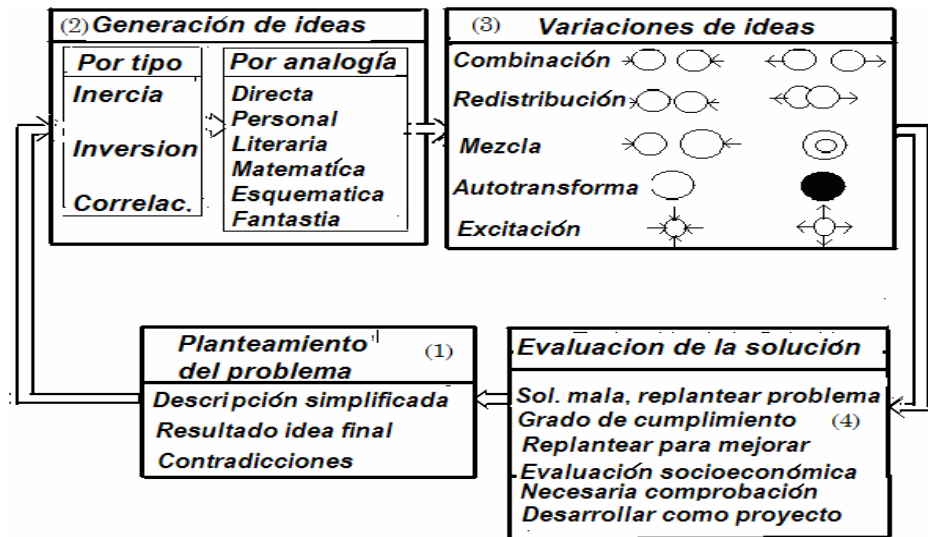 (2) Generación de ideas
Por tipo
Inercia
Inversion
Correlac.
Por analogía
Directa
Personal
Literaria
Matematíca
Esquematica
Fantastia
(3) Variaciones de ideas
Combinación
Redistribución
Mezcla
Autotransforma
Excitación
Planteamiento (1)
del problema
Descripción simplificada
Resultado idea final
Contradicciones
Evaluacion de la solución
Sol. mala, replantear problema
Grado de cumplimiento (4)
Replantear para mejorar
Evaluación socioeconómica
Necesaria comprobación
Desarrollar como proyecto